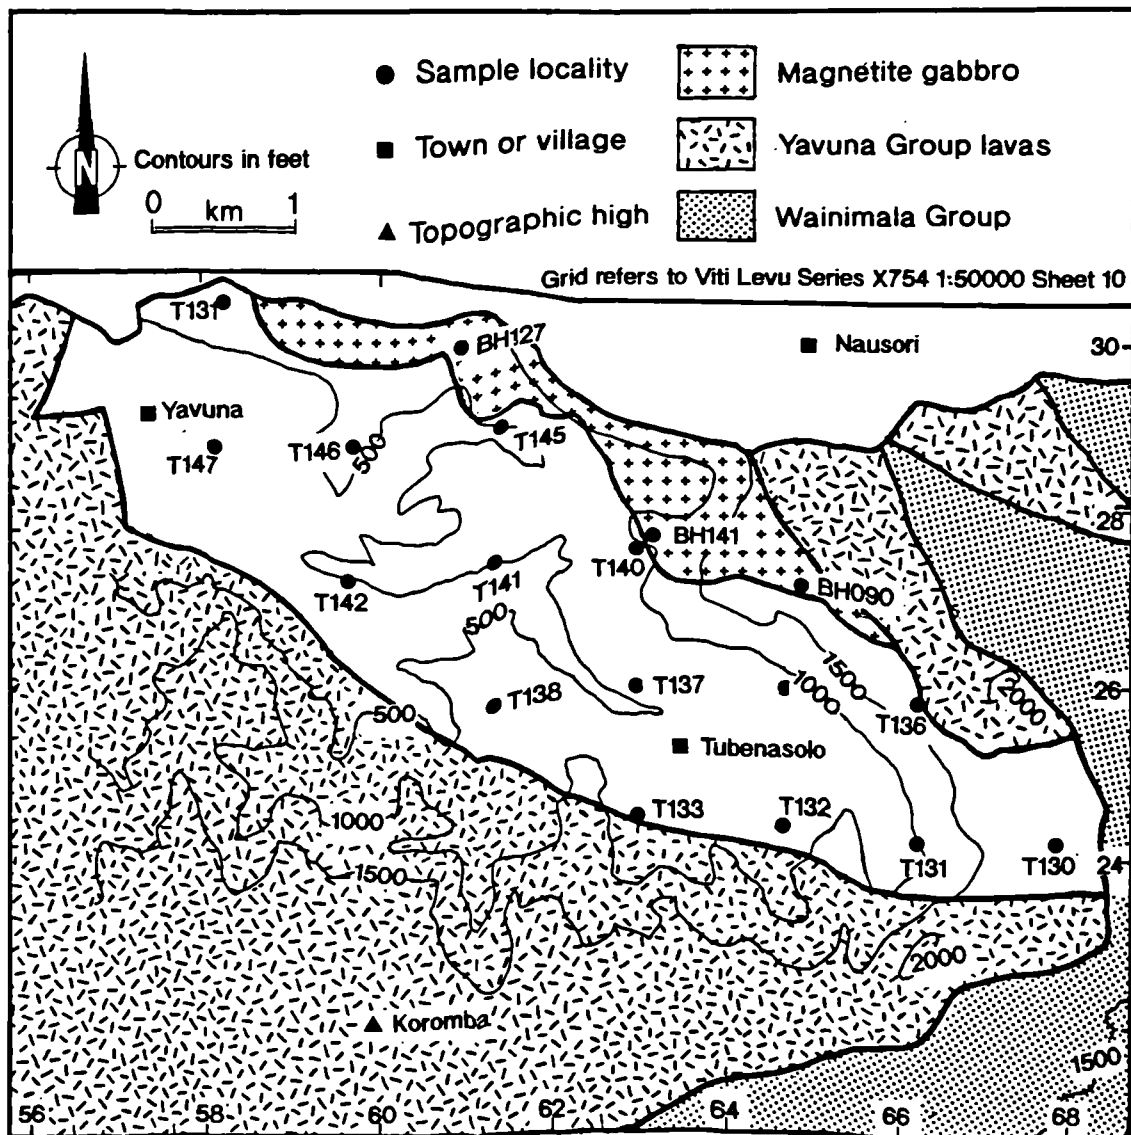 Sample locality
Magnetite gabbro
Contours in feet
Town or village
Yavuna Group lavas
N
0 1
km
Topographic high
Wainimala Group
Grid refers to Viti Levu Series X754 1:50000 Sheet 10
T131
BH127
Nausori
30
Yavuna
T145
T147
T146
500
28
BH141
T140
T141
T142
BH090
500
1500
1000
2000
26
T138
T137
T136
500
Tubenasolo
1000
T133
T132
1500
T131
T130
24
2000
Koromba
1500
56
58
60
62
64
66
68